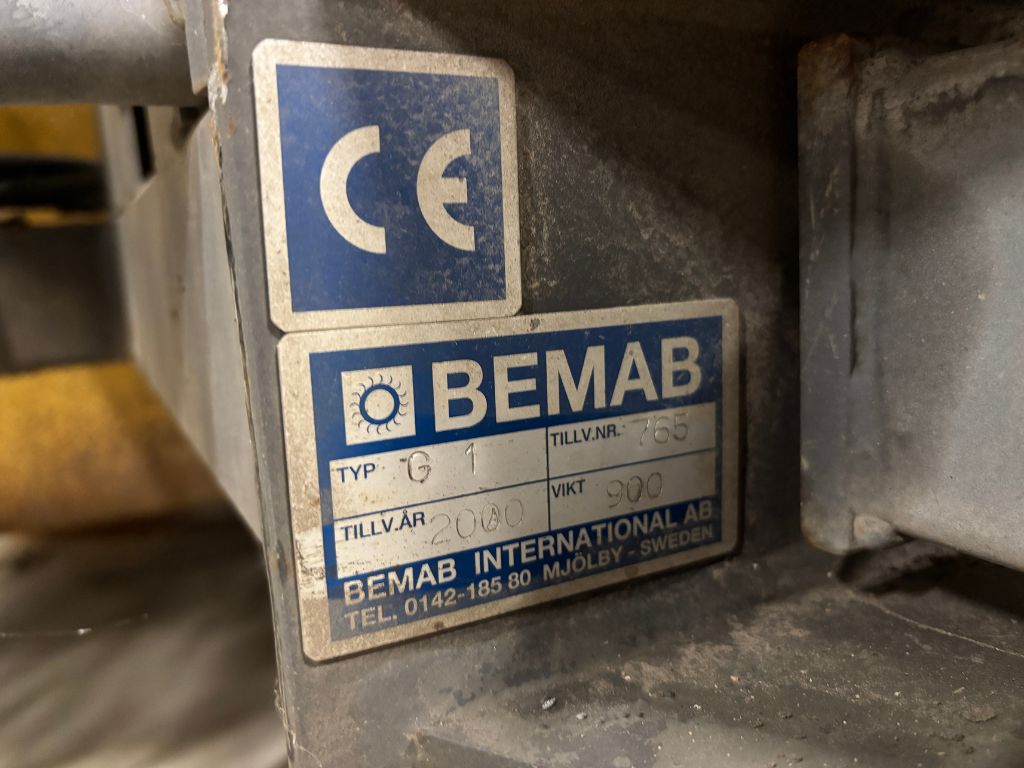 CE
BEMAB
TYP G 1 TILLV.NR. 765
TILLV.ÅR 2000 VIKT 900
BEMAB INTERNATIONAL AB
TEL. 0142-185 80 MJÖLBY - SWEDEN